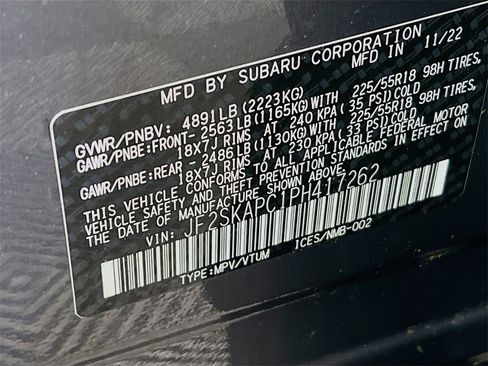 MFD BY SUBARU CORPORATION
MFD. IN 11/22
GVWR/PNBV: 4891LB(2223KG)
GAWR/PNBE:FRONT- 2563LB(1165KG)WITH 225/55R18 98H TIRES,
18X7J RIMS AT 240 KPA(35 PSI)COLD
GAWR/PNBE:REAR - 2486LB(1130KG)WITH 225/55R18 98H TIRES,
18X7J RIMS AT 230 KPA(33 PSI)COLD
THIS VEHICLE CONFORMS TO ALL APPLICABLE FEDERAL MOTOR
VEHICLE SAFETY AND THEFT PREVENTION STANDARDS IN EFFECT ON
THE DATE OF MANUFACTURE SHOWN ABOVE.
VIN: JF2SKAPC1PH417262
TYPE:MPV/VTUM ICES/NMB-002